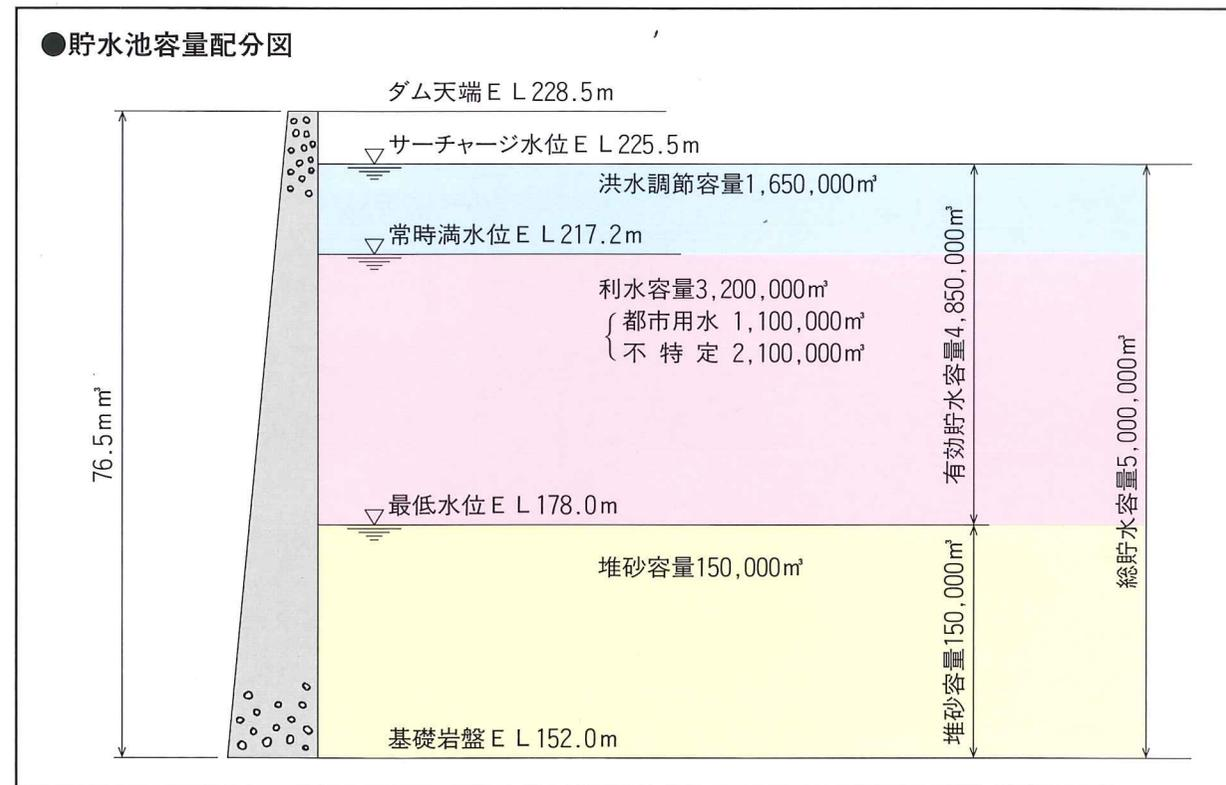 ●貯水池容量配分図
ダム天端ＥＬ228.5m
サーチャージ水位ＥＬ225.5m
洪水調節容量1,650,000㎥
常時満水位ＥＬ217.2m
利水容量3,200,000㎥
都市用水 1,100,000㎥
不特定 2,100,000㎥
有効貯水容量4,850,000㎥
総貯水容量5,000,000㎥
76.5m㎥
最低水位ＥＬ178.0m
堆砂容量150,000㎥
堆砂容量150,000㎥
基礎岩盤ＥＬ152.0m